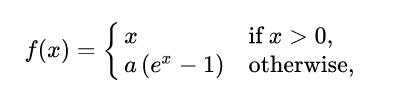 f(x) = { x if x > 0,
a (e^x − 1) otherwise,